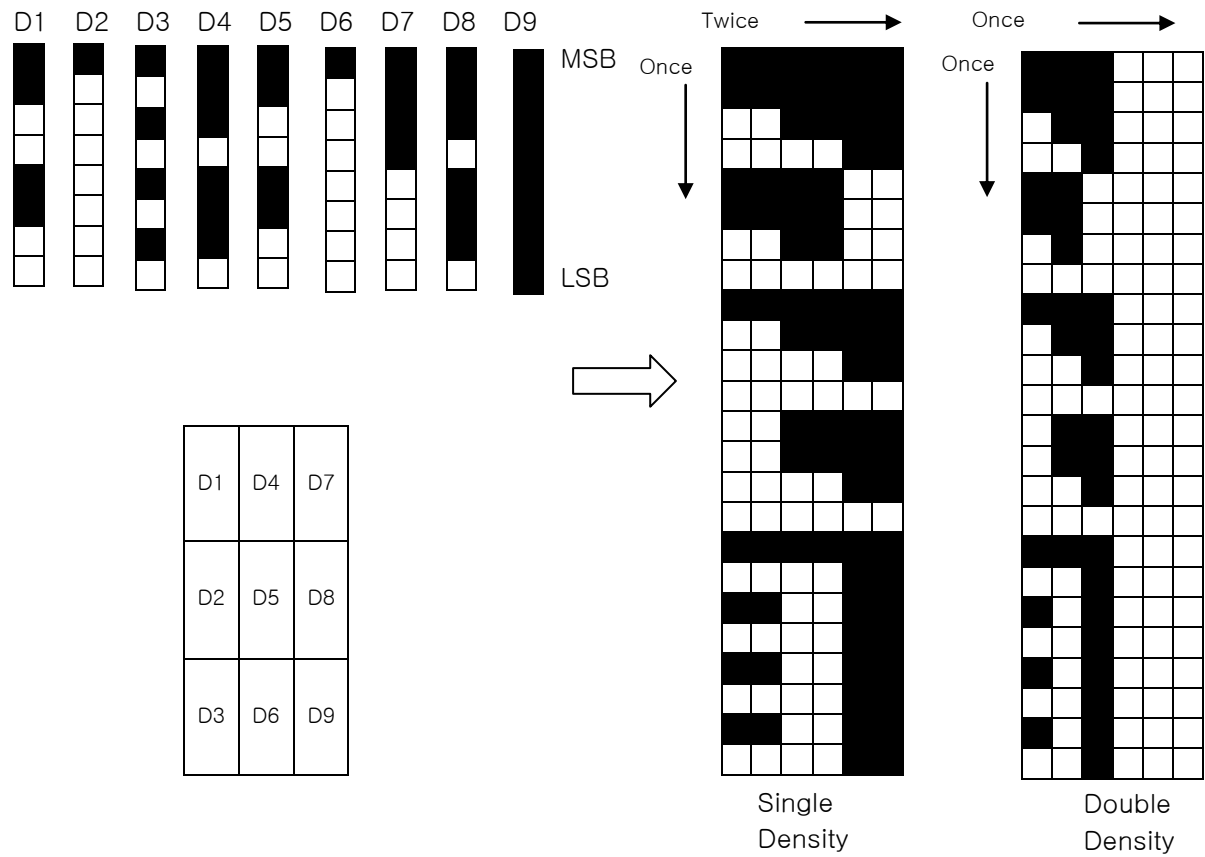 D1 D2 D3 D4 D5 D6 D7 D8 D9
MSB
LSB
Twice
Once
Once
Once
D1 D4 D7
D2 D5 D8
D3 D6 D9
Single
Density
Double
Density